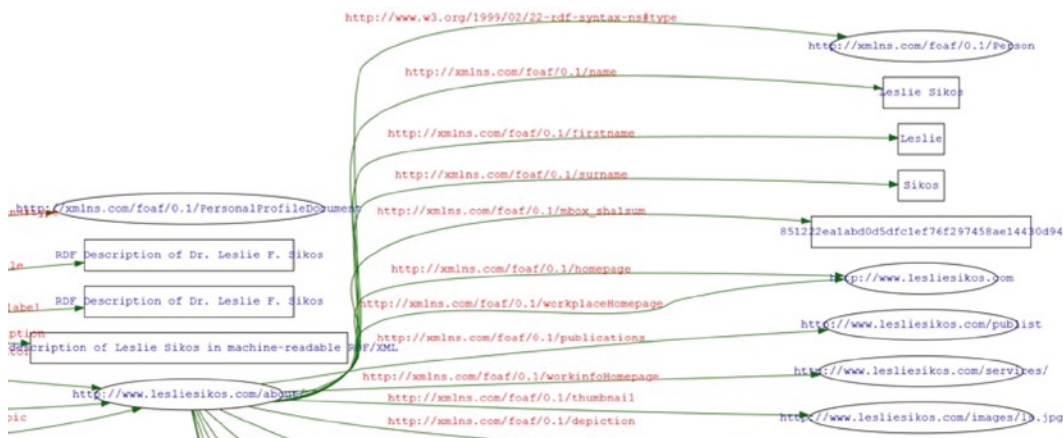 http://www.w3.org/1999/02/22-rdf-syntax-ns#type
http://xmlns.com/foaf/0.1/Person
http://xmlns.com/foaf/0.1/name
Leslie Sikos
http://xmlns.com/foaf/0.1/firstname
Leslie
http://xmlns.com/foaf/0.1/surname
Sikos
http://xmlns.com/foaf/0.1/PersonalProfileDocument
http://xmlns.com/foaf/0.1/mbox_sha1sum
851222ea1abd0d5dfc1ef76f297458ae14430d94
RDF Description of Dr. Leslie F. Sikos
http://xmlns.com/foaf/0.1/homepage
http://www.lesliesikos.com
RDF Description of Dr. Leslie F. Sikos
label
http://xmlns.com/foaf/0.1/workplaceHomepage
http://xmlns.com/foaf/0.1/publications
http://www.lesliesikos.com/publist
description of Leslie Sikos in machine-readable RDF/XML
http://xmlns.com/foaf/0.1/workinfoHomepage
http://www.lesliesikos.com/services/
http://www.lesliesikos.com/about/
http://xmlns.com/foaf/0.1/thumbnail
http://www.lesliesikos.com/images/ls.jpg
http://xmlns.com/foaf/0.1/depiction